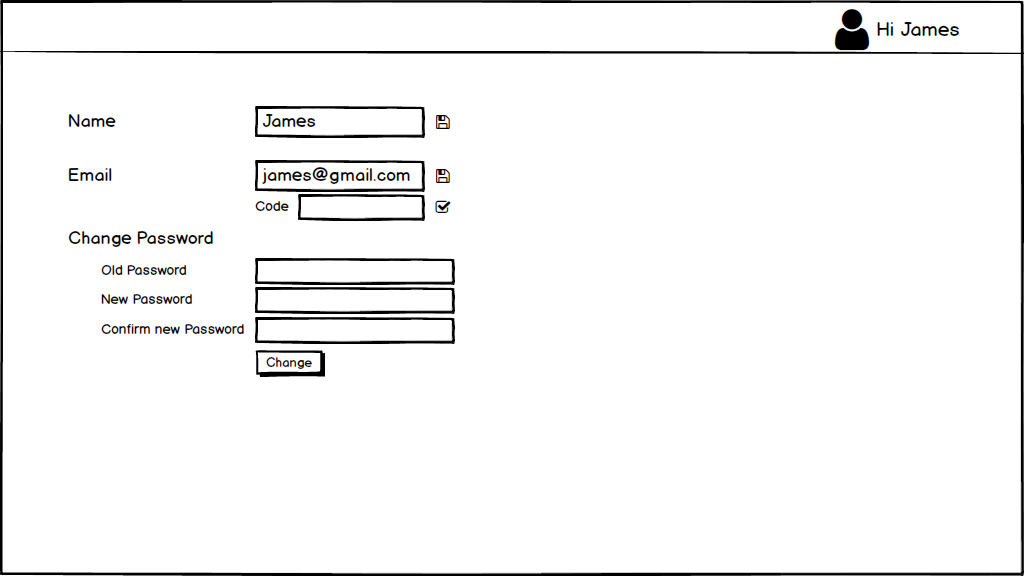 Hi James
Name James
Email james@gmail.com
Code
Change Password
Old Password
New Password
Confirm new Password
Change